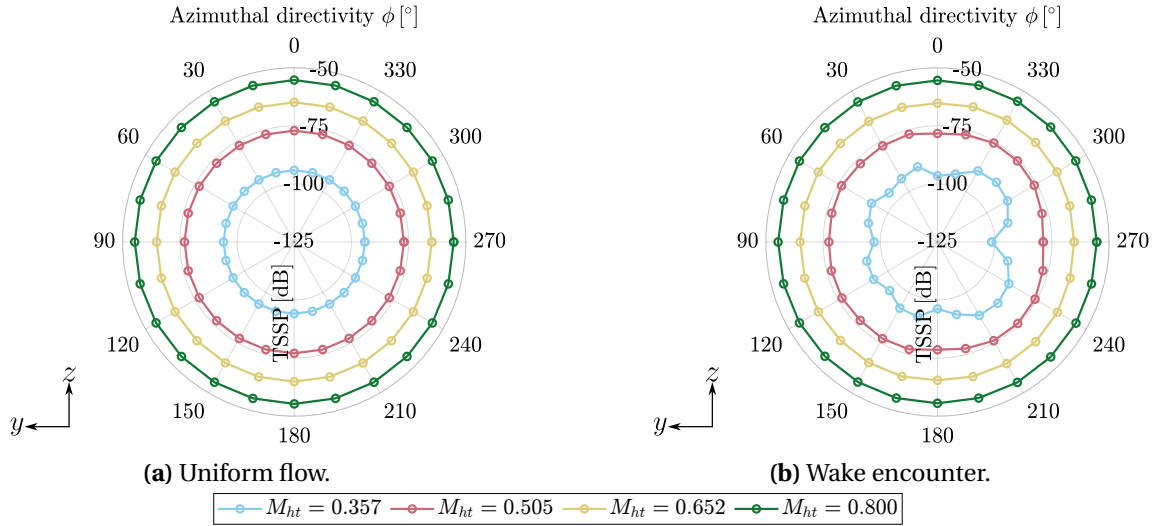 Azimuthal directivity ϕ [°]
0
30
330
-50
60
300
-75
-100
90
-125
270
TSSP [dB]
120
240
150
210
180
z
y
(a) Uniform flow.
Azimuthal directivity ϕ [°]
0
30
330
-50
60
300
-75
-100
90
-125
270
TSSP [dB]
120
240
150
210
180
z
y
(b) Wake encounter.
M_ht = 0.357 M_ht = 0.505 M_ht = 0.652 M_ht = 0.800